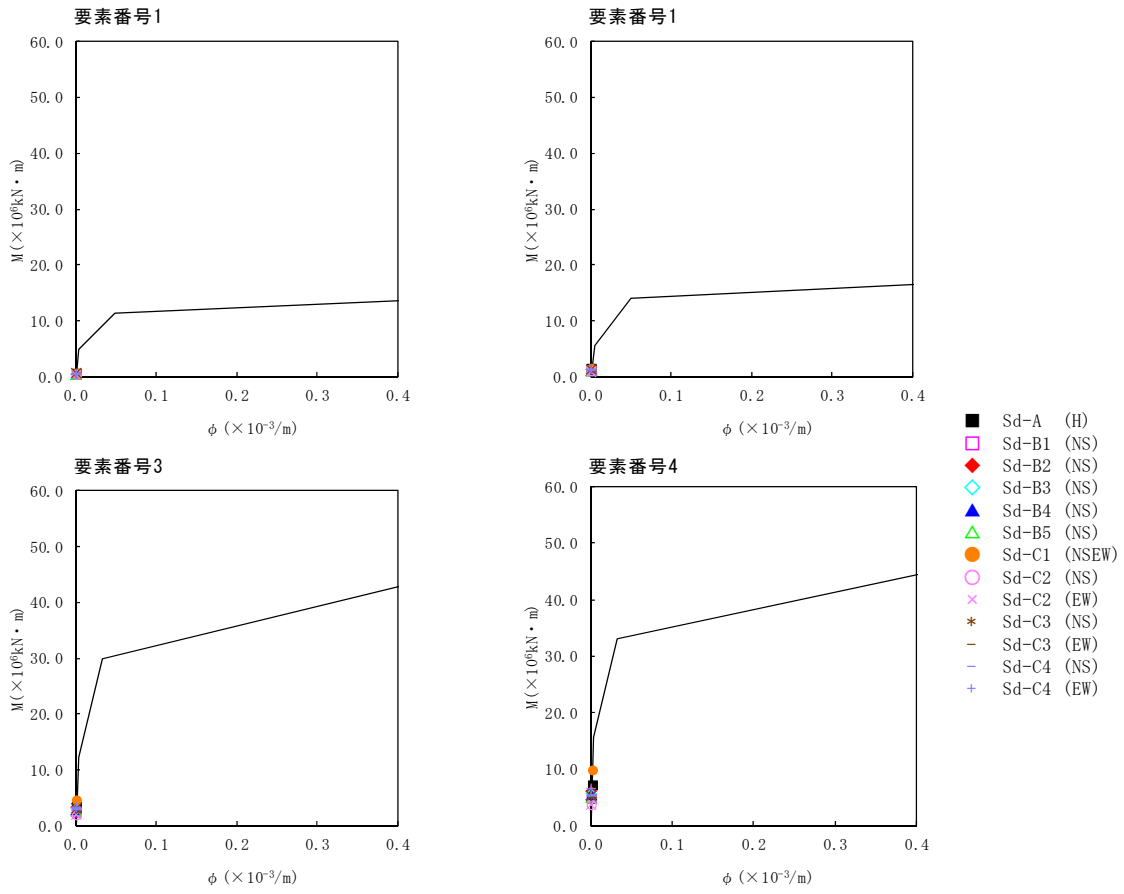 要素番号1
60.0
50.0
40.0
30.0
20.0
10.0
0.0
M(×10⁶kN・m)
0.0 0.1 0.2 0.3 0.4
φ (×10⁻³/m)
要素番号1
60.0
50.0
40.0
30.0
20.0
10.0
0.0
M(×10⁶kN・m)
0.0 0.1 0.2 0.3 0.4
φ (×10⁻³/m)
要素番号3
60.0
50.0
40.0
30.0
20.0
10.0
0.0
M(×10⁶kN・m)
0.0 0.1 0.2 0.3 0.4
φ (×10⁻³/m)
要素番号4
60.0
50.0
40.0
30.0
20.0
10.0
0.0
M(×10⁶kN・m)
0.0 0.1 0.2 0.3 0.4
φ (×10⁻³/m)
Sd-A (H)
Sd-B1 (NS)
Sd-B2 (NS)
Sd-B3 (NS)
Sd-B4 (NS)
Sd-B5 (NS)
Sd-C1 (NSEW)
Sd-C2 (NS)
Sd-C2 (EW)
Sd-C3 (NS)
Sd-C3 (EW)
Sd-C4 (NS)
Sd-C4 (EW)